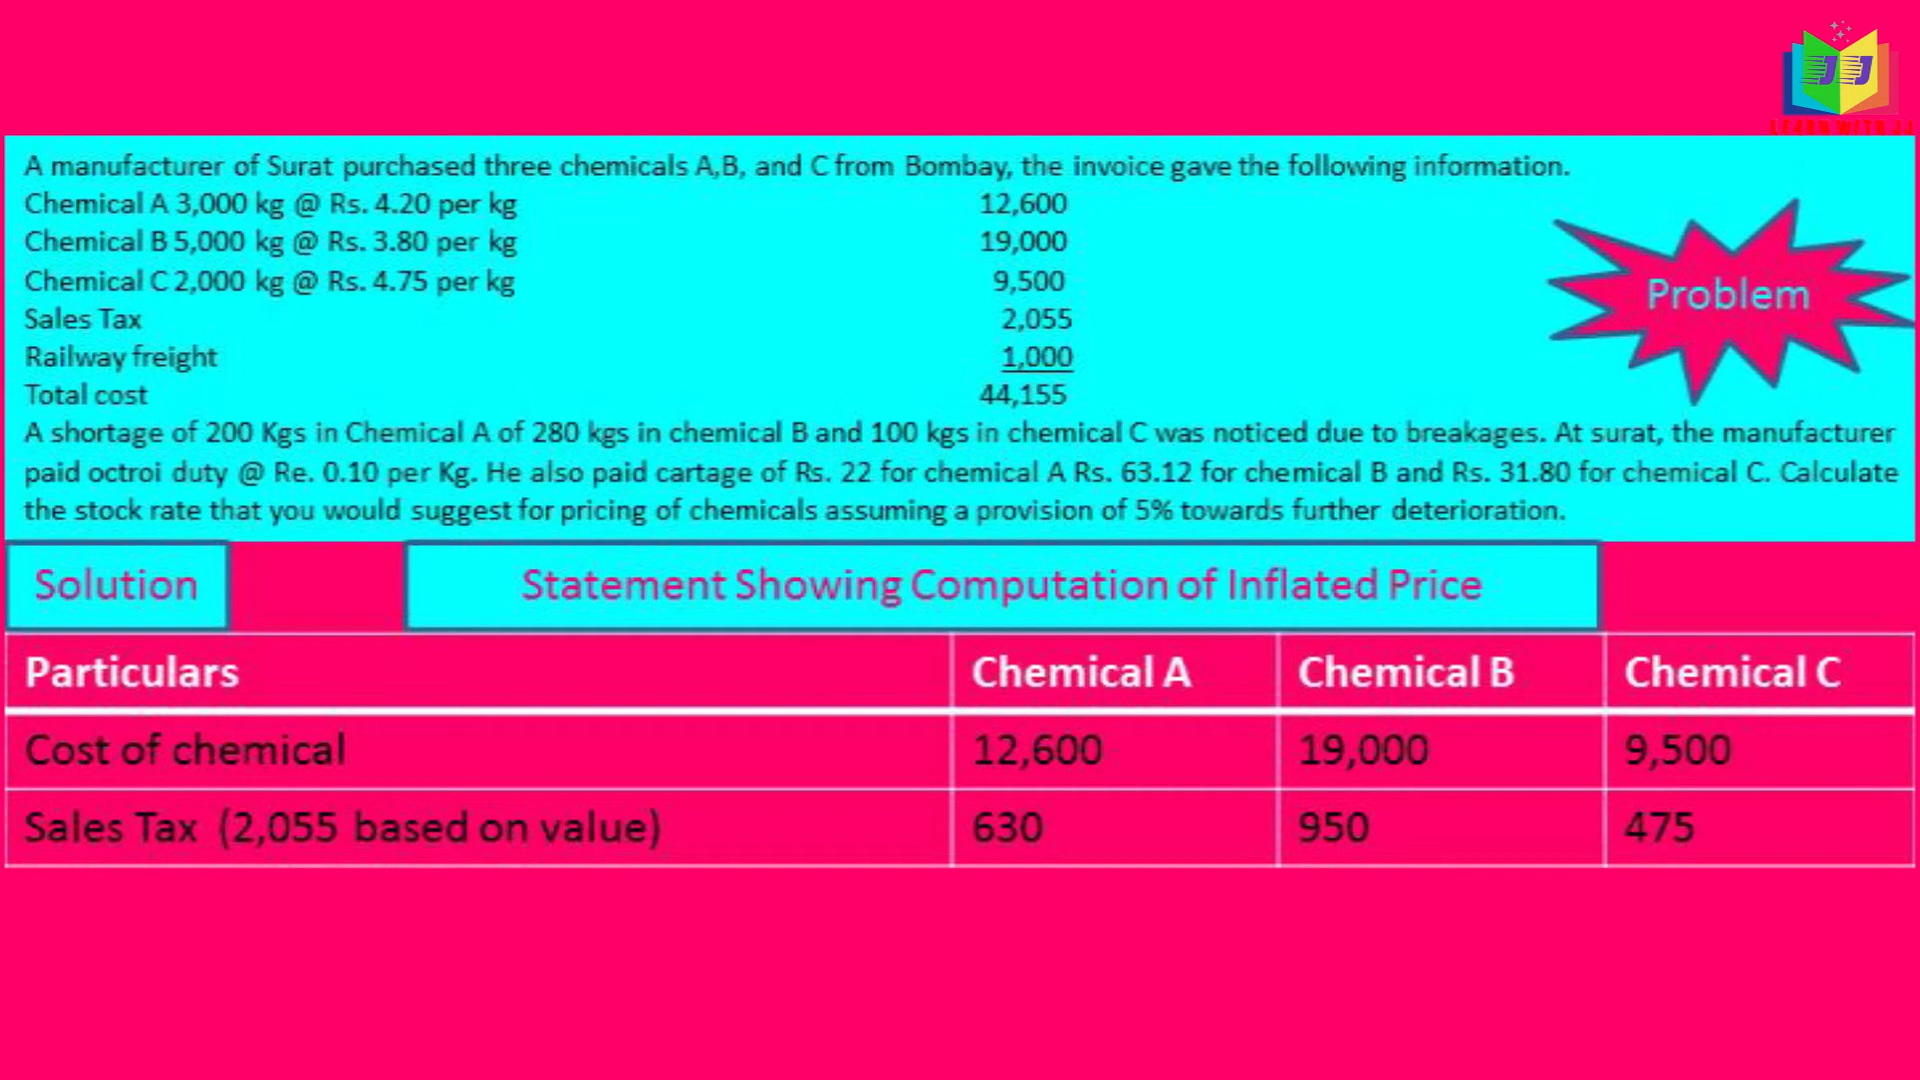 JJ
LEARN WITH JJ
A manufacturer of Surat purchased three chemicals A,B, and C from Bombay, the invoice gave the following information.
Chemical A 3,000 kg @ Rs. 4.20 per kg 12,600
Chemical B 5,000 kg @ Rs. 3.80 per kg 19,000
Chemical C 2,000 kg @ Rs. 4.75 per kg 9,500
Sales Tax 2,055
Railway freight 1,000
Total cost 44,155
Problem
A shortage of 200 Kgs in Chemical A of 280 kgs in chemical B and 100 kgs in chemical C was noticed due to breakages. At surat, the manufacturer
paid octroi duty @ Re. 0.10 per Kg. He also paid cartage of Rs. 22 for chemical A Rs. 63.12 for chemical B and Rs. 31.80 for chemical C. Calculate
the stock rate that you would suggest for pricing of chemicals assuming a provision of 5% towards further deterioration.
Solution
Statement Showing Computation of Inflated Price
Particulars Chemical A Chemical B Chemical C
Cost of chemical 12,600 19,000 9,500
Sales Tax (2,055 based on value) 630 950 475